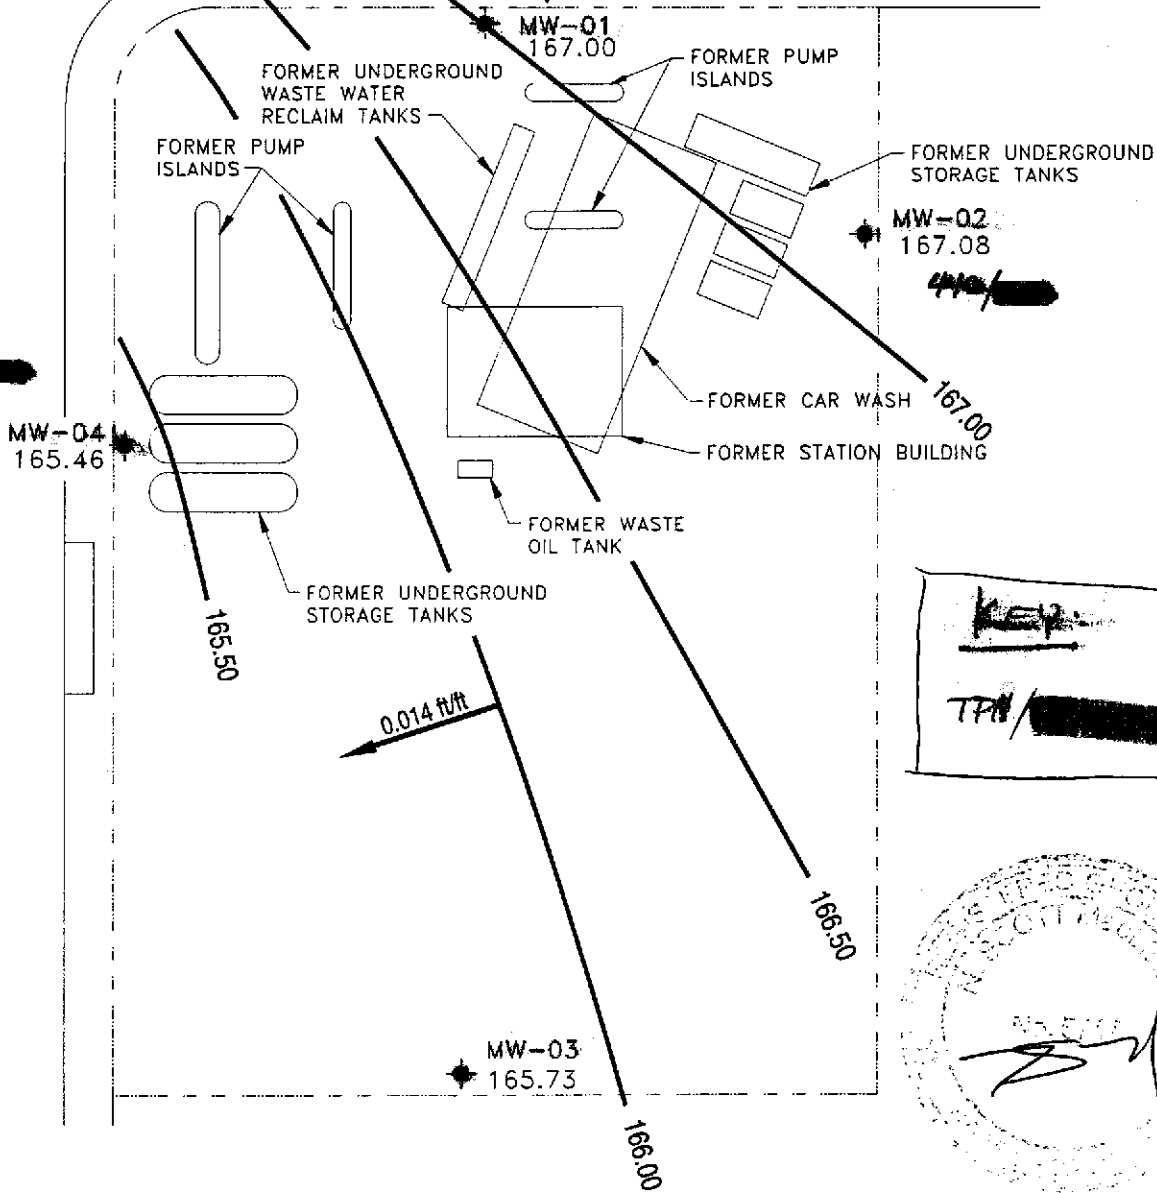 MW-01
167.00
FORMER UNDERGROUND
WASTE WATER
RECLAIM TANKS
FORMER PUMP
ISLANDS
FORMER PUMP
ISLANDS
FORMER UNDERGROUND
STORAGE TANKS
MW-02
167.08
MW-04
165.46
FORMER CAR WASH
167.00
FORMER STATION BUILDING
FORMER WASTE
OIL TANK
FORMER UNDERGROUND
STORAGE TANKS
165.50
0.014 ft/ft
166.50
MW-03
165.73
166.00